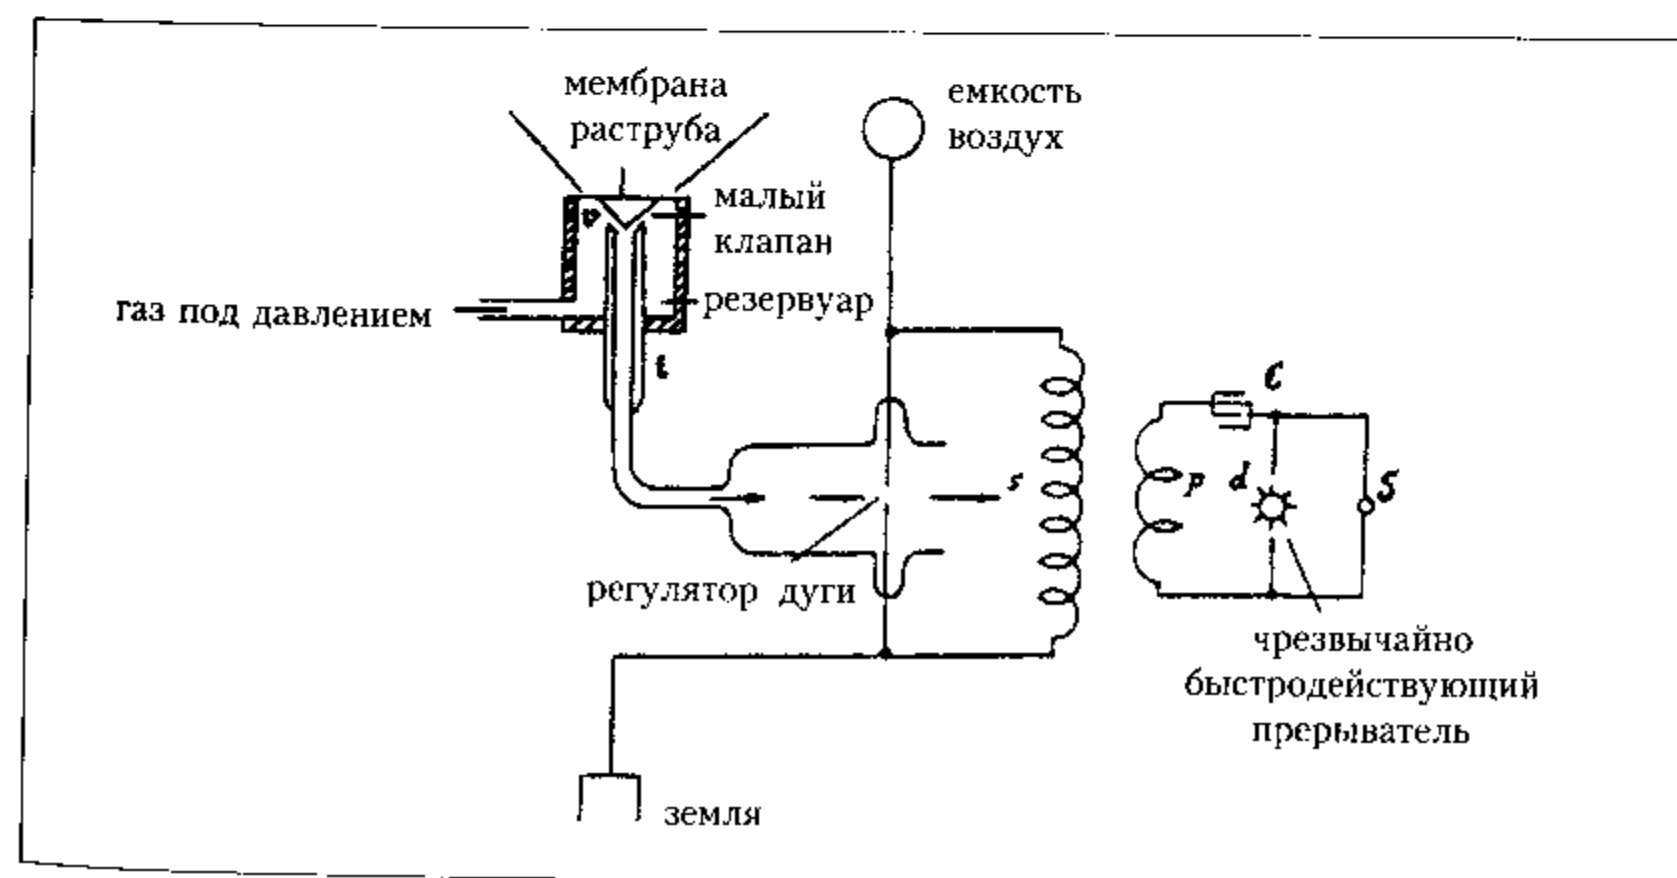 мембрана
раструба
емкость
воздух
v
малый
клапан
резервуар
газ под давлением
t
C
s
p
d
S
регулятор дуги
чрезвычайно
быстродействующий
прерыватель
земля